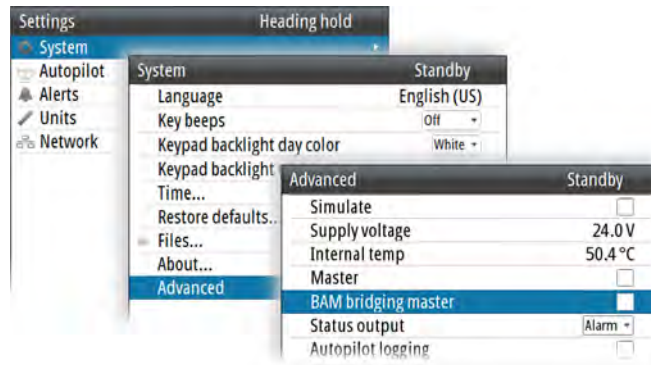 Settings Heading hold
System
Autopilot
Alerts
Units
Network
System Standby
Language English (US)
Key beeps Off
Keypad backlight day color White
Keypad backlight
Time...
Restore defaults..
Files...
About...
Advanced
Advanced Standby
Simulate
Supply voltage 24.0 V
Internal temp 50.4 °C
Master
BAM bridging master
Status output Alarm
Autopilot logging